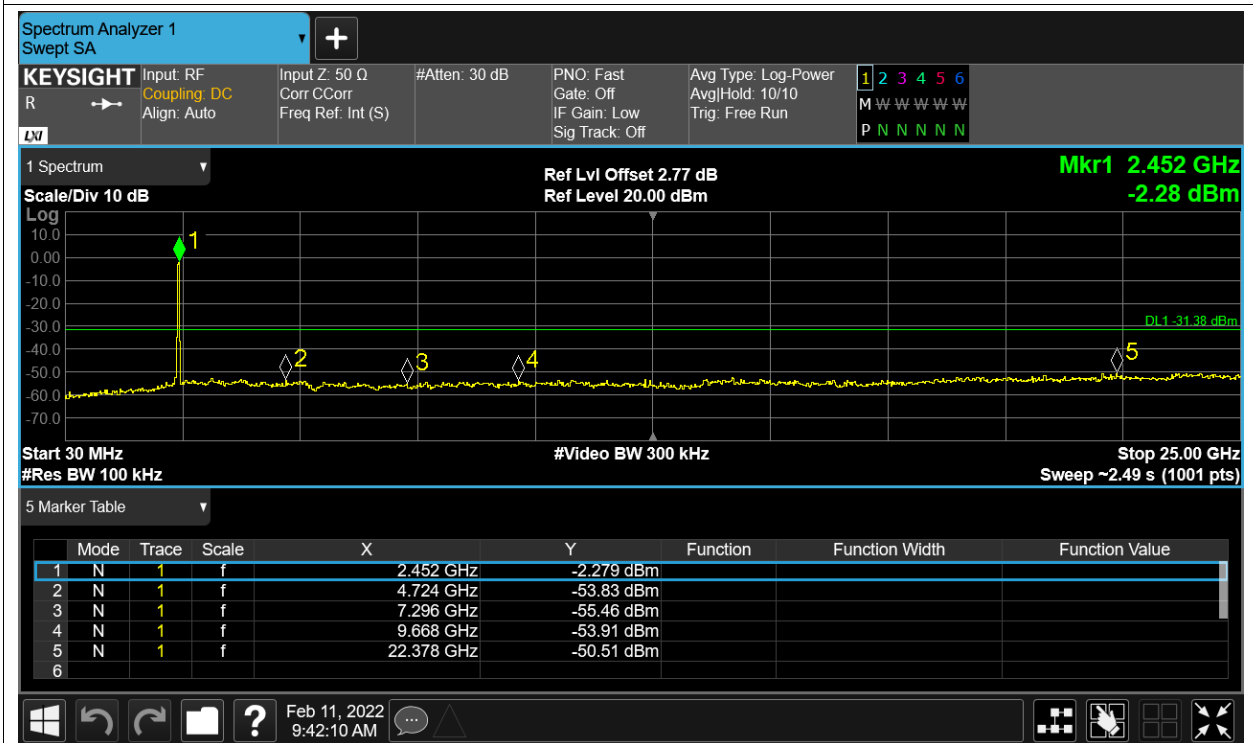 Spectrum Analyzer 1
Swept SA
KEYSIGHT
R
LXI
Input: RF
Coupling: DC
Align: Auto
Input Z: 50 Ω
Corr CCorr
Freq Ref: Int (S)
#Atten: 30 dB
PNO: Fast
Gate: Off
IF Gain: Low
Sig Track: Off
Avg Type: Log-Power
Avg|Hold: 10/10
Trig: Free Run
1 2 3 4 5 6
M W W W W W
P N N N N N
1 Spectrum
Scale/Div 10 dB
Ref Lvl Offset 2.77 dB
Ref Level 20.00 dBm
Mkr1 2.452 GHz
-2.28 dBm
Log
10.0
0.00
-10.0
-20.0
-30.0
-40.0
-50.0
-60.0
-70.0
1
2
3
4
5
DL1 -31.38 dBm
Start 30 MHz
#Video BW 300 kHz
Stop 25.00 GHz
#Res BW 100 kHz
Sweep ~2.49 s (1001 pts)
5 Marker Table
Mode Trace Scale X Y Function Function Width Function Value
1 N 1 f 2.452 GHz -2.279 dBm
2 N 1 f 4.724 GHz -53.83 dBm
3 N 1 f 7.296 GHz -55.46 dBm
4 N 1 f 9.668 GHz -53.91 dBm
5 N 1 f 22.378 GHz -50.51 dBm
6
?
Feb 11, 2022
9:42:10 AM